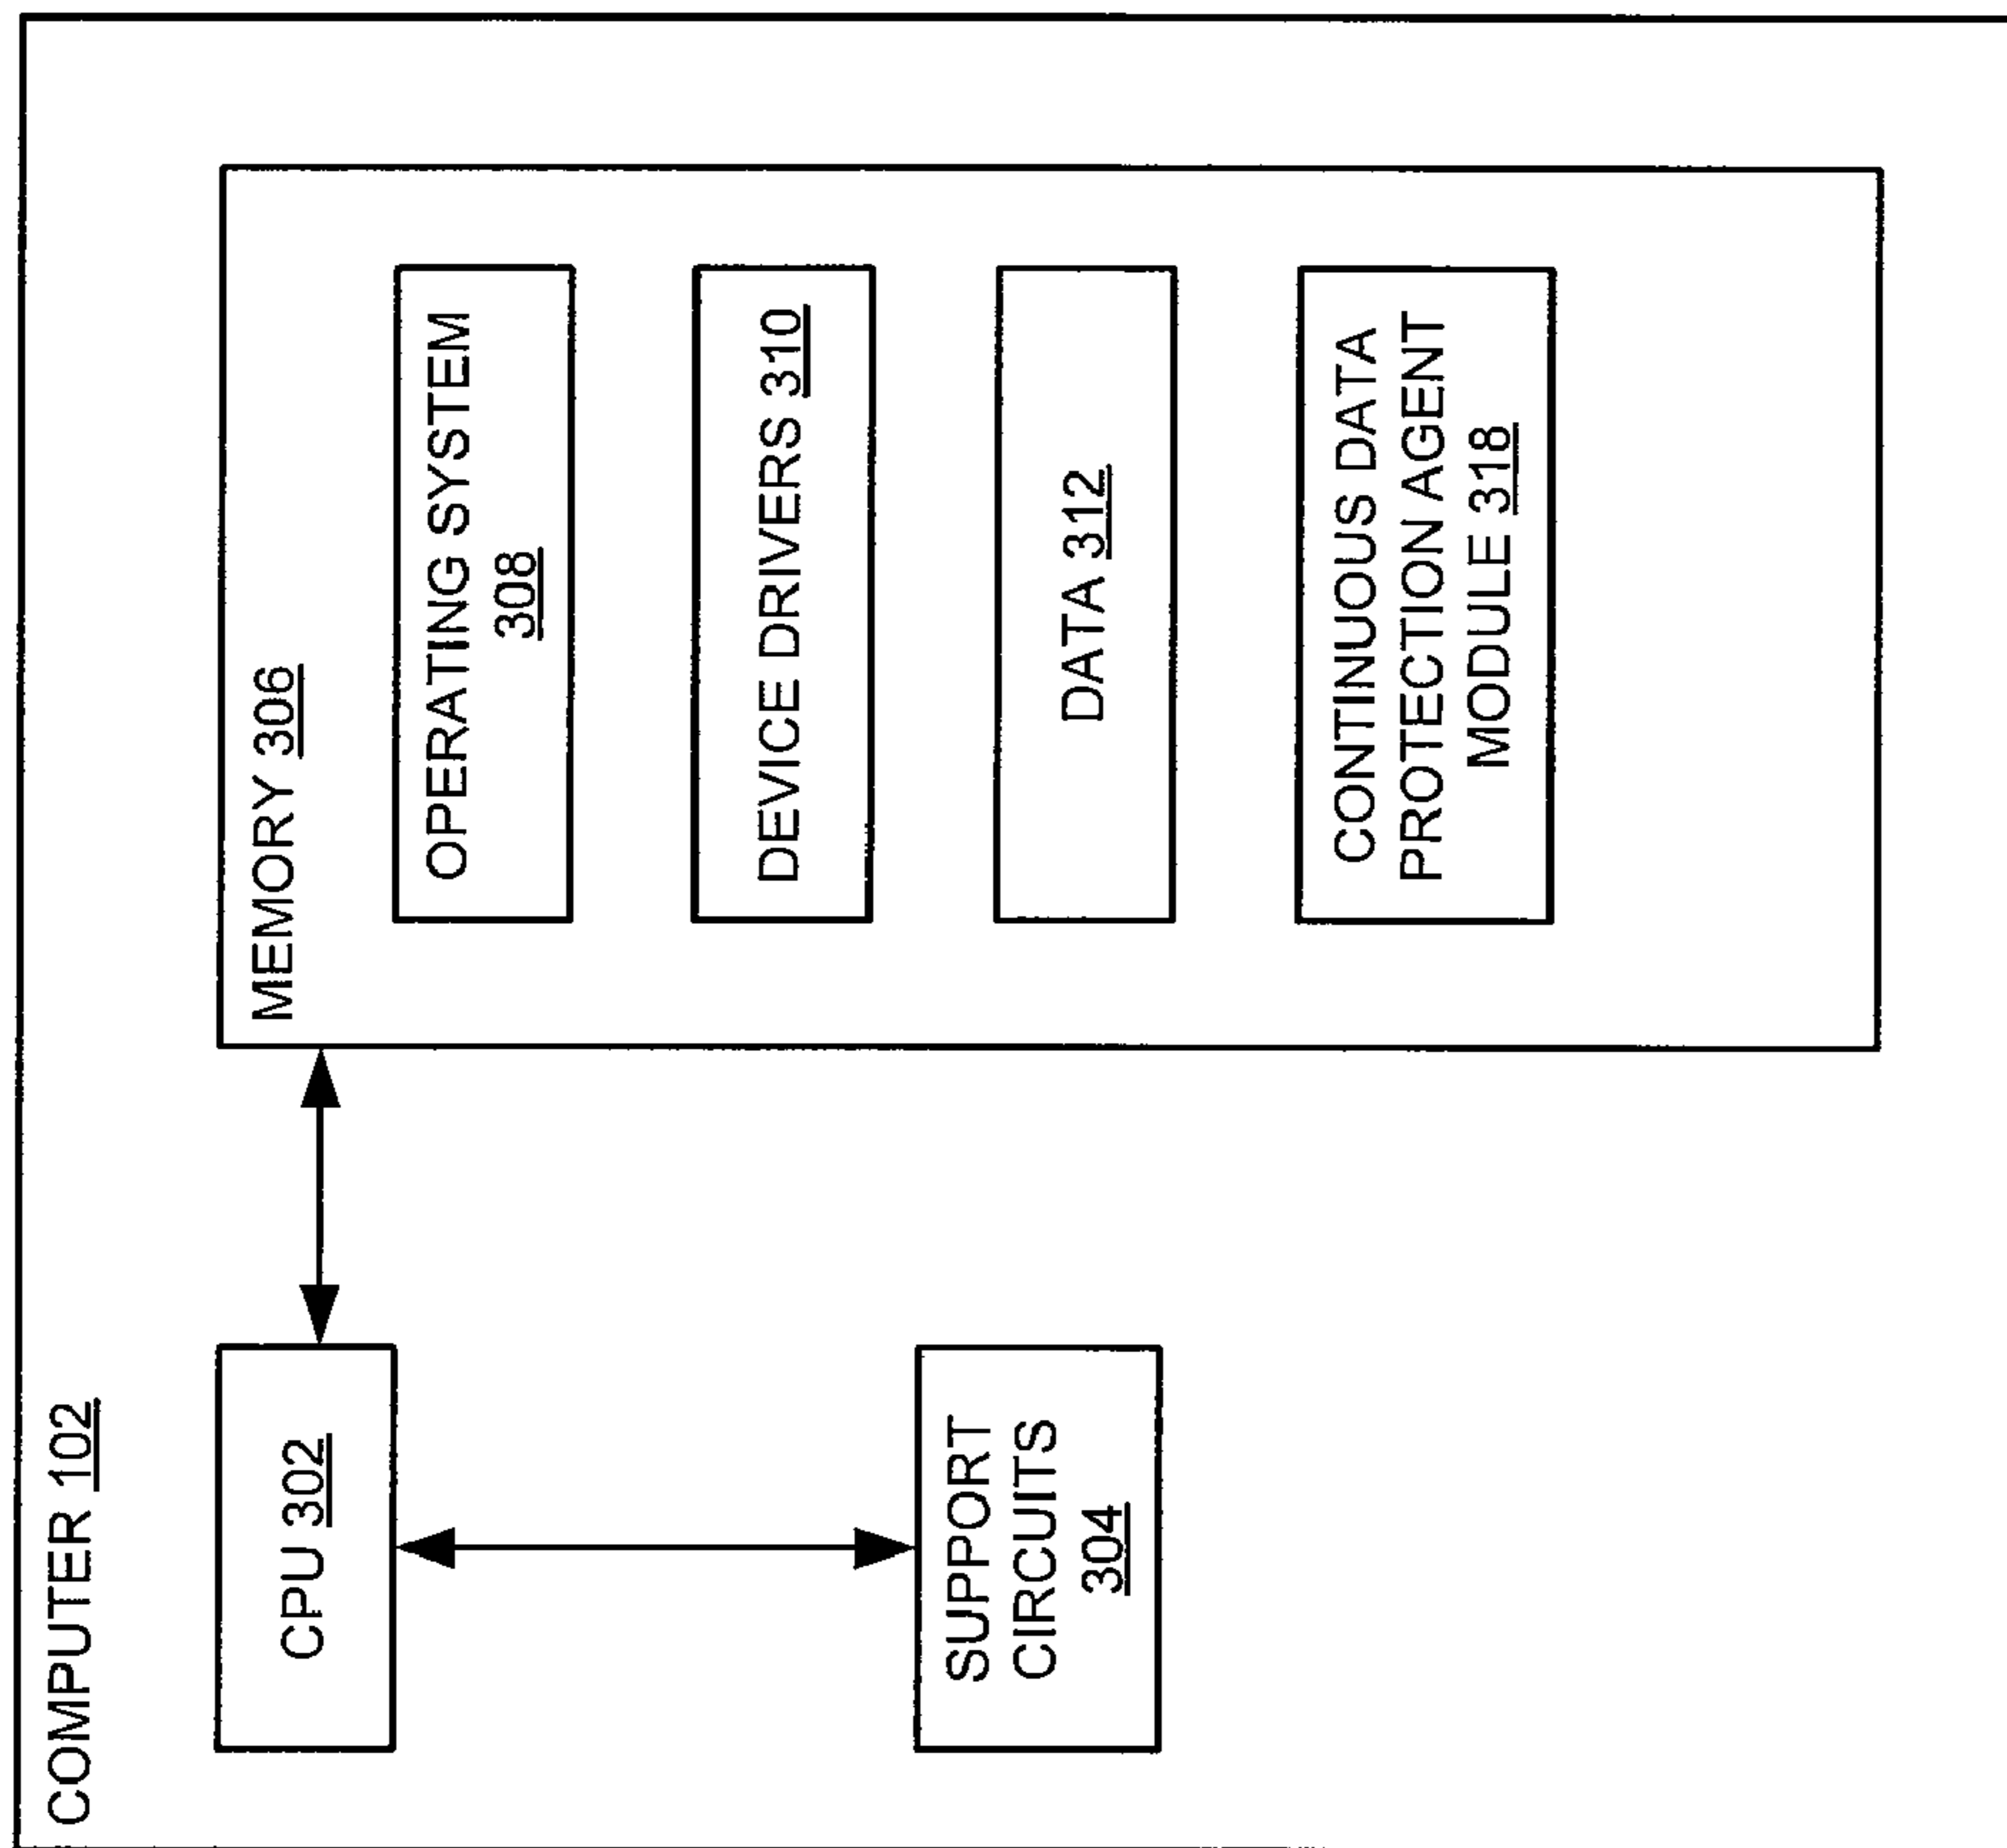 COMPUTER 102
CPU 302
SUPPORT
CIRCUITS
304
MEMORY 306
OPERATING SYSTEM
308
DEVICE DRIVERS 310
DATA 312
CONTINUOUS DATA
PROTECTION AGENT
MODULE 318